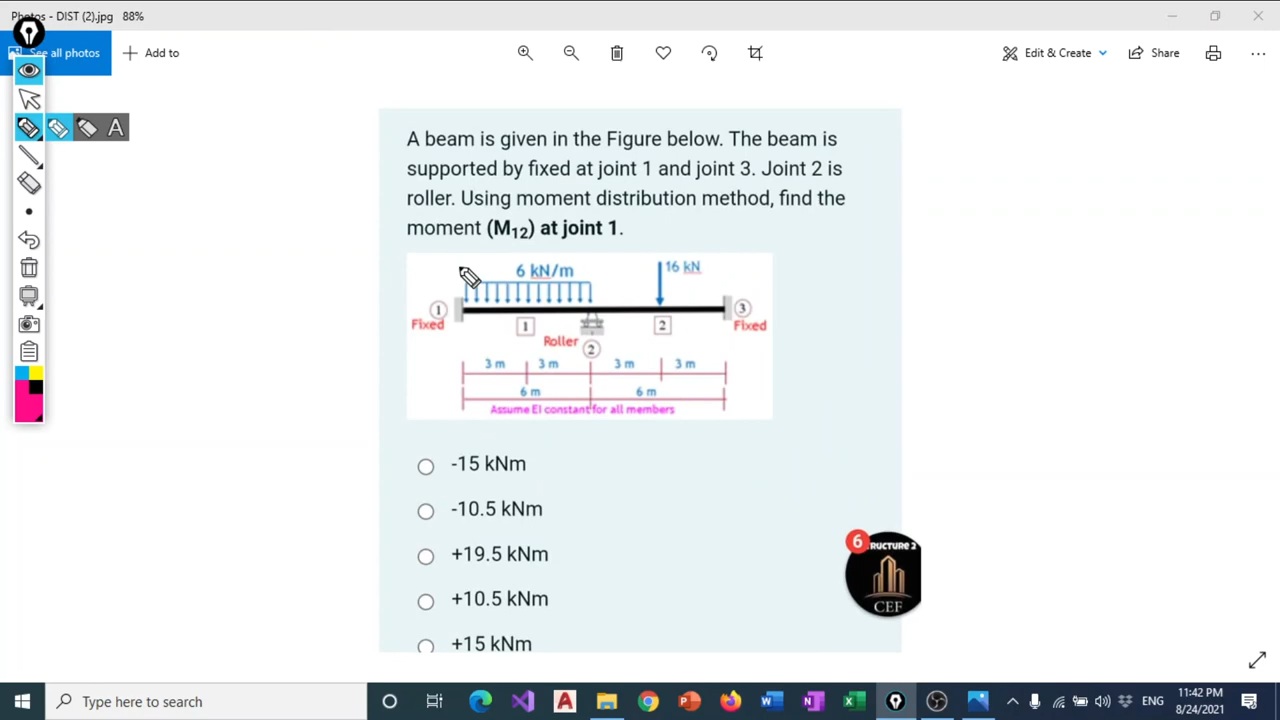 Photos - DIST (2).jpg 88%
See all photos
Add to
Edit & Create
Share
A
A beam is given in the Figure below. The beam is
supported by fixed at joint 1 and joint 3. Joint 2 is
roller. Using moment distribution method, find the
moment (M12) at joint 1.
6 kN/m
16 kN
1
3
Fixed
1
2
Fixed
Roller
2
3 m
3 m
3 m
3 m
6 m
6 m
Assume EI constant for all members
-15 kNm
-10.5 kNm
+19.5 kNm
+10.5 kNm
+15 kNm
6
RUCTURE 2
CEF
Type here to search
ENG
11:42 PM
8/24/2021